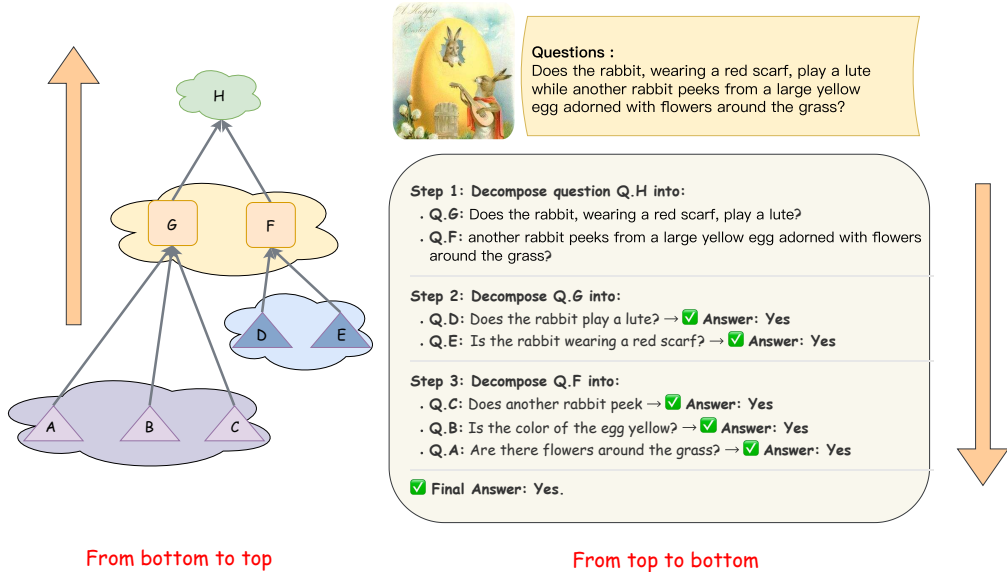 A Happy
Easter
Questions :
Does the rabbit, wearing a red scarf, play a lute
while another rabbit peeks from a large yellow
egg adorned with flowers around the grass?
H
G
F
D
E
A
B
C
Step 1: Decompose question Q.H into:
. Q.G: Does the rabbit, wearing a red scarf, play a lute?
. Q.F: another rabbit peeks from a large yellow egg adorned with flowers
around the grass?
Step 2: Decompose Q.G into:
. Q.D: Does the rabbit play a lute? → ✅ Answer: Yes
. Q.E: Is the rabbit wearing a red scarf? → ✅ Answer: Yes
Step 3: Decompose Q.F into:
. Q.C: Does another rabbit peek → ✅ Answer: Yes
. Q.B: Is the color of the egg yellow? → ✅ Answer: Yes
. Q.A: Are there flowers around the grass? → ✅ Answer: Yes
✅ Final Answer: Yes.
From bottom to top
From top to bottom